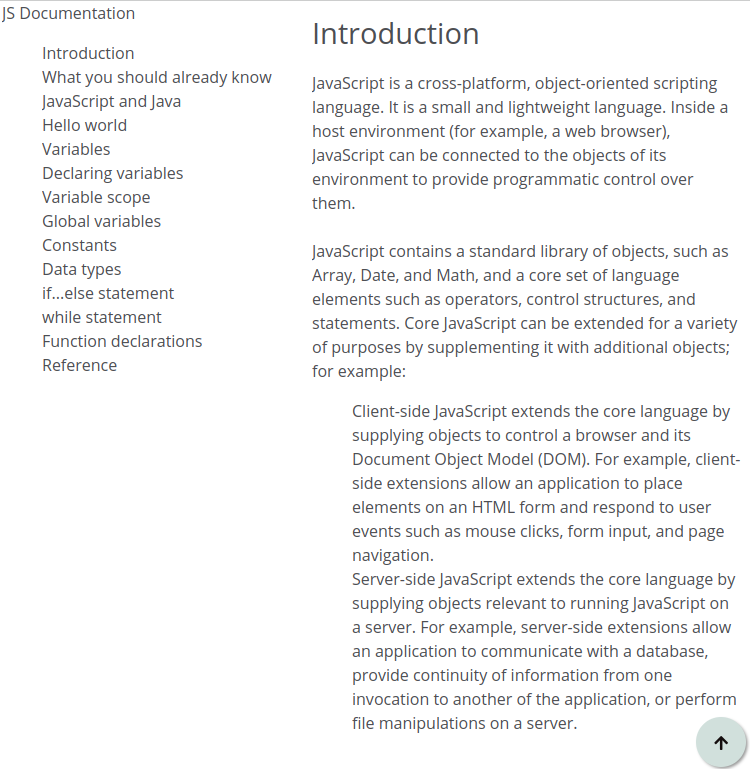 JS Documentation
Introduction
What you should already know
JavaScript and Java
Hello world
Variables
Declaring variables
Variable scope
Global variables
Constants
Data types
if...else statement
while statement
Function declarations
Reference
Introduction
JavaScript is a cross-platform, object-oriented scripting
language. It is a small and lightweight language. Inside a
host environment (for example, a web browser),
JavaScript can be connected to the objects of its
environment to provide programmatic control over
them.
JavaScript contains a standard library of objects, such as
Array, Date, and Math, and a core set of language
elements such as operators, control structures, and
statements. Core JavaScript can be extended for a variety
of purposes by supplementing it with additional objects;
for example:
Client-side JavaScript extends the core language by
supplying objects to control a browser and its
Document Object Model (DOM). For example, client-
side extensions allow an application to place
elements on an HTML form and respond to user
events such as mouse clicks, form input, and page
navigation.
Server-side JavaScript extends the core language by
supplying objects relevant to running JavaScript on
a server. For example, server-side extensions allow
an application to communicate with a database,
provide continuity of information from one
invocation to another of the application, or perform
file manipulations on a server.